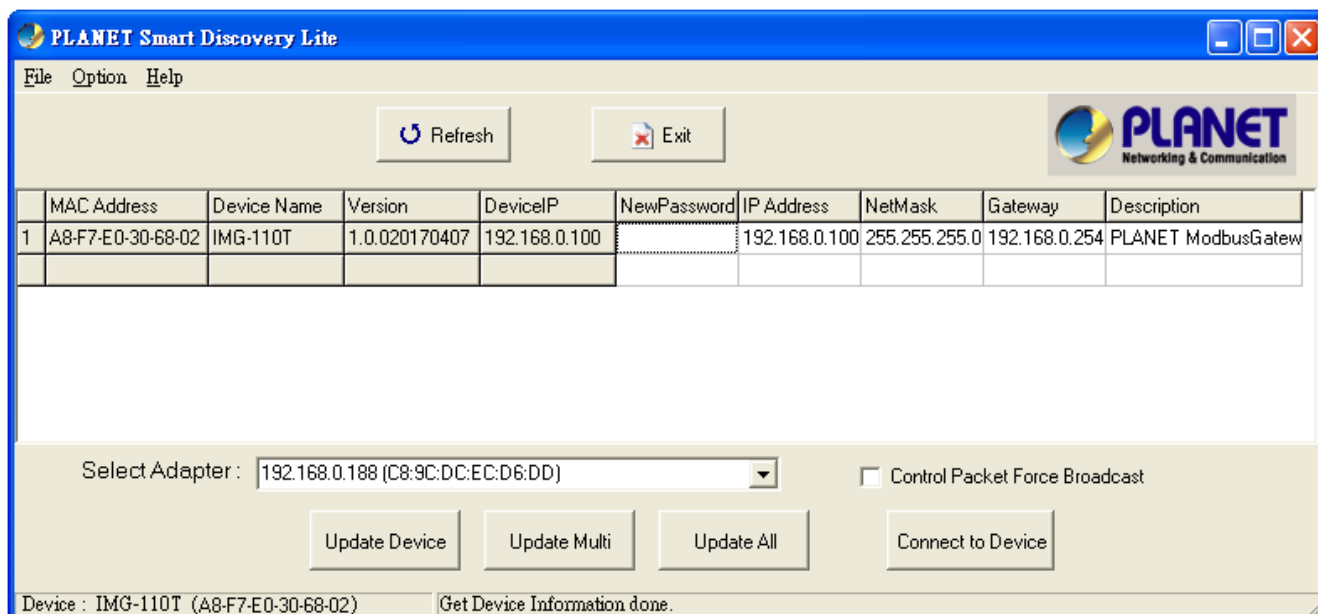 PLANET Smart Discovery Lite
File Option Help
Refresh Exit
PLANET
Networking & Communication
MAC Address Device Name Version DeviceIP NewPassword IP Address NetMask Gateway Description
1 A8-F7-E0-30-68-02 IMG-110T 1.0.020170407 192.168.0.100 192.168.0.100 255.255.255.0 192.168.0.254 PLANET ModbusGatew
Select Adapter : 192.168.0.188 (C8:9C:DC:EC:D6:DD) Control Packet Force Broadcast
Update Device Update Multi Update All Connect to Device
Device : IMG-110T (A8-F7-E0-30-68-02) Get Device Information done.